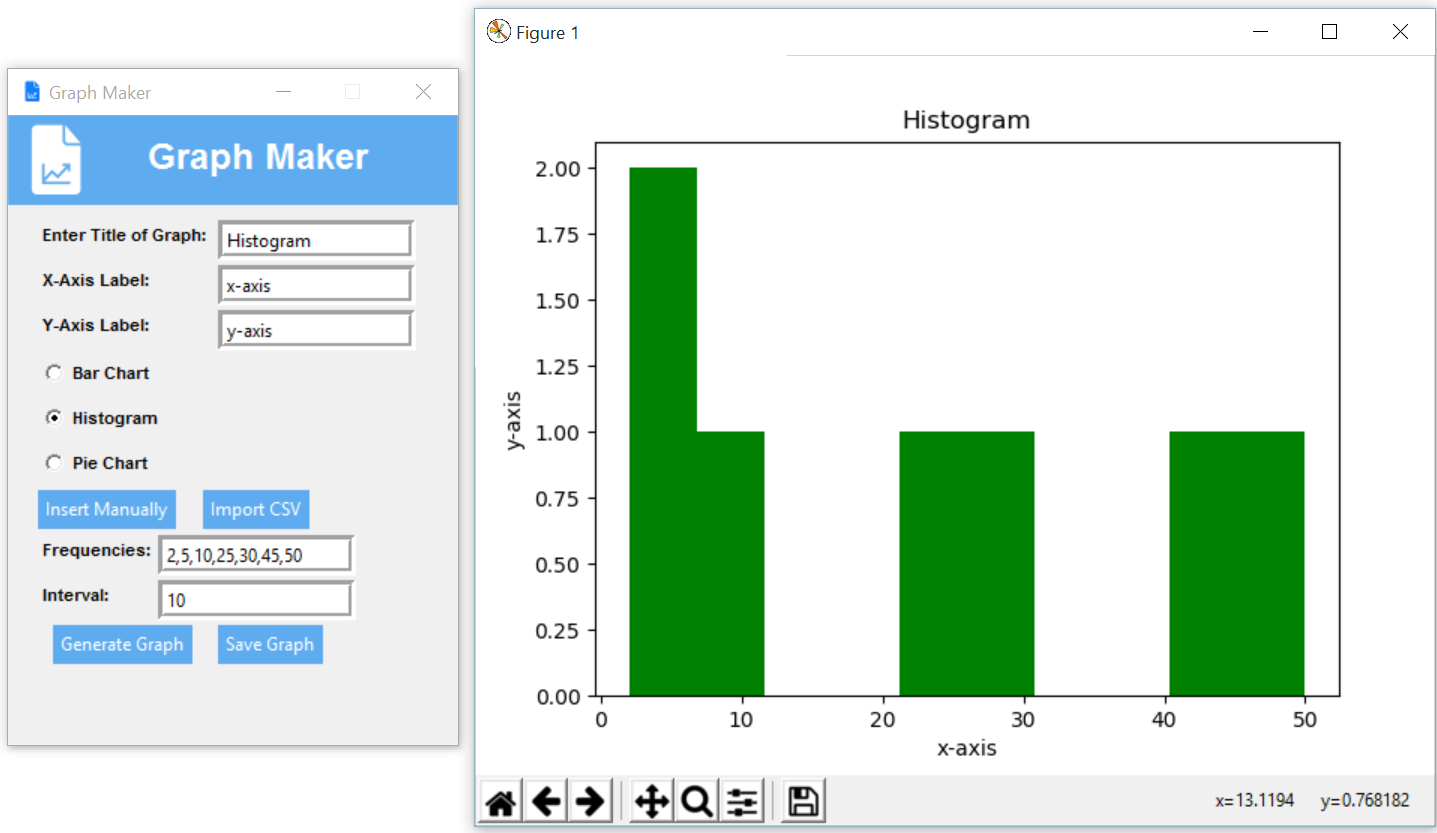 Graph Maker
Graph Maker
Enter Title of Graph: Histogram
X-Axis Label: x-axis
Y-Axis Label: y-axis
Bar Chart
Histogram
Pie Chart
Insert Manually Import CSV
Frequencies: 2,5,10,25,30,45,50
Interval: 10
Generate Graph Save Graph
Figure 1
Histogram
2.00
1.75
1.50
1.25
1.00
0.75
0.50
0.25
0.00
y-axis
0 10 20 30 40 50
x-axis
x=13.1194 y=0.768182